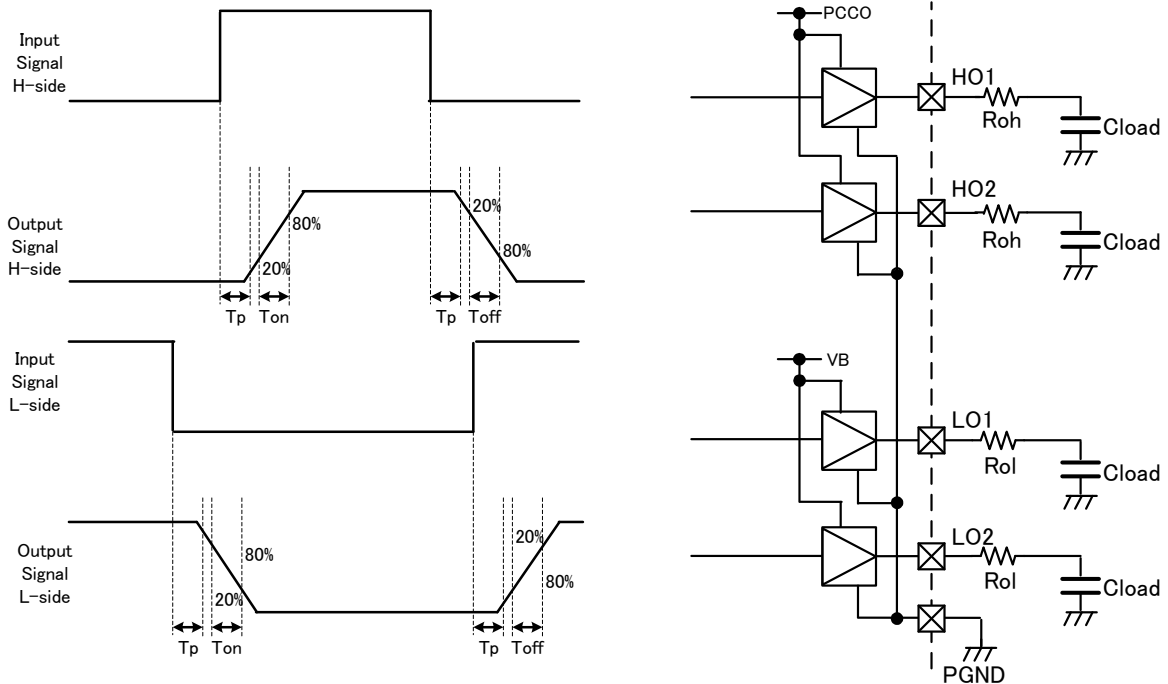 Input
Signal
H-side
Output
Signal
H-side
80%
20%
20%
80%
Tp
Ton
Tp
Toff
Input
Signal
L-side
Output
Signal
L-side
80%
20%
20%
80%
Tp
Ton
Tp
Toff
PCCO
HO1
Roh
Cload
HO2
Roh
Cload
VB
LO1
Rol
Cload
LO2
Rol
Cload
PGND